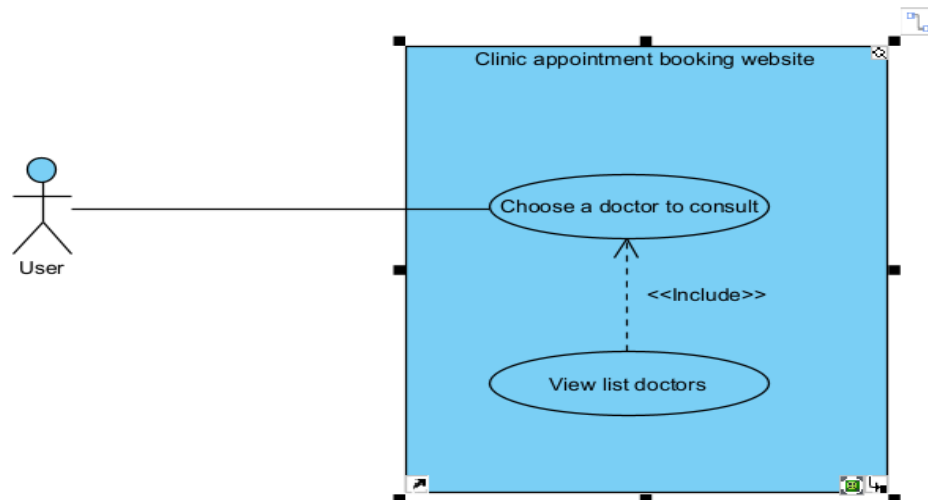 Clinic appointment booking website
Choose a doctor to consult
User
<<Include>>
View list doctors